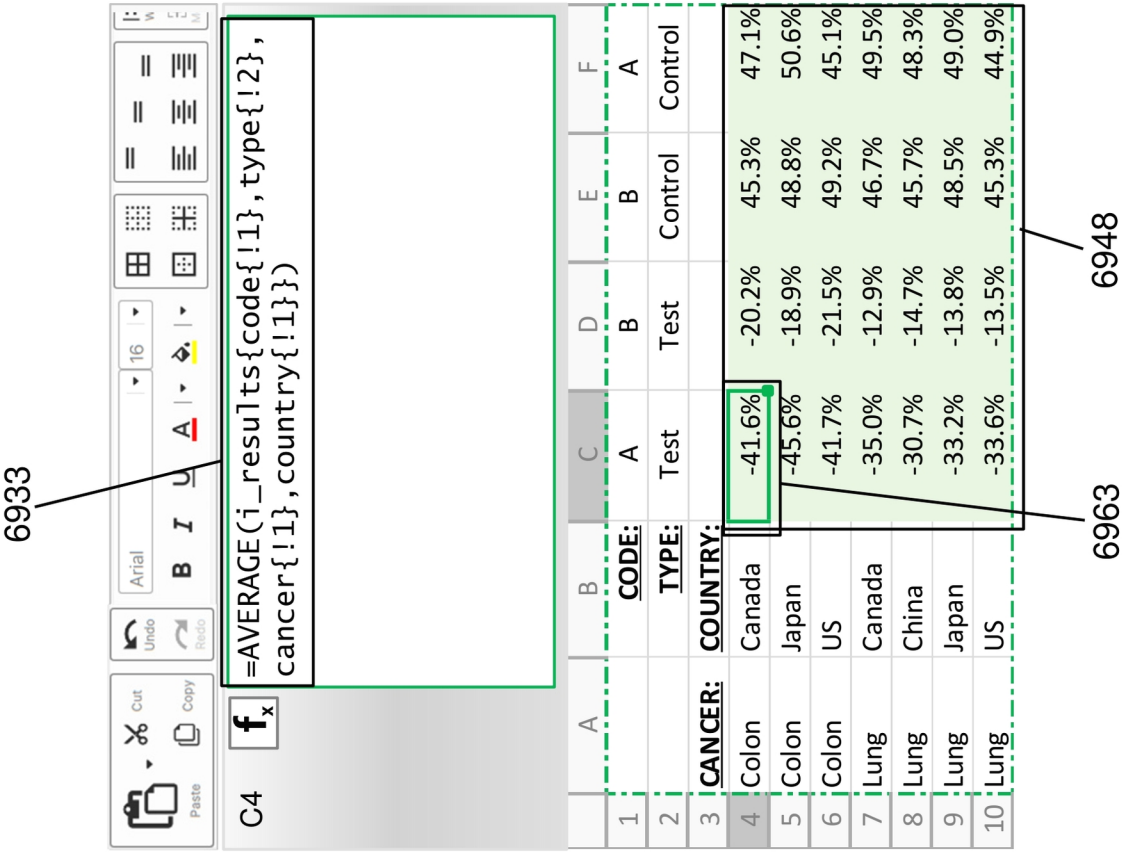 6933
Cut
Copy
Paste
Undo
Redo
Arial 16
B I U A
C4 fx
=AVERAGE(i_results{code{!1},type{!2},
cancer{!1},country{!1}})
A B C D E F
1 CODE: A B B A
2 TYPE: Test Test Control Control
3 CANCER: COUNTRY:
4 Colon Canada -41.6% -20.2% 45.3% 47.1%
5 Colon Japan -45.6% -18.9% 48.8% 50.6%
6 Colon US -41.7% -21.5% 49.2% 45.1%
7 Lung Canada -35.0% -12.9% 46.7% 49.5%
8 Lung China -30.7% -14.7% 45.7% 48.3%
9 Lung Japan -33.2% -13.8% 48.5% 49.0%
10 Lung US -33.6% -13.5% 45.3% 44.9%
6963
6948